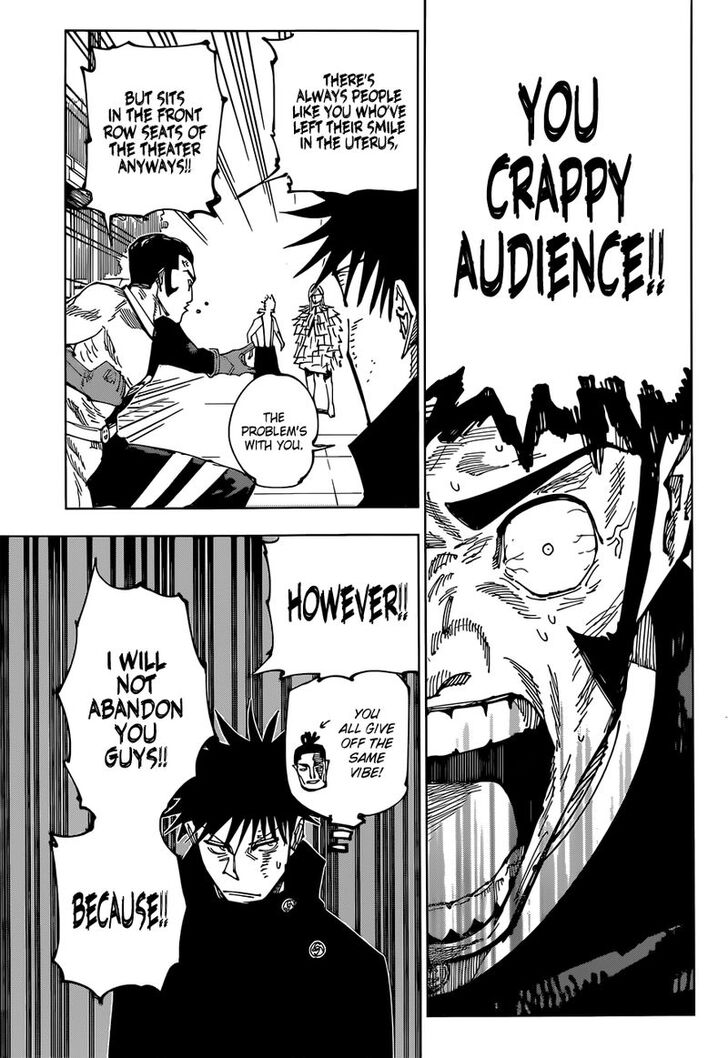 YOU
CRAPPY
AUDIENCE!!
THERE'S
ALWAYS PEOPLE
LIKE YOU WHO'VE
LEFT THEIR SMILE
IN THE UTERUS,
BUT SITS
IN THE FRONT
ROW SEATS OF
THE THEATER
ANYWAYS!!
THE
PROBLEM'S
WITH YOU.
HOWEVER!!
YOU
ALL GIVE
OFF THE
SAME
VIBE!
I WILL
NOT
ABANDON
YOU
GUYS!!
BECAUSE!!